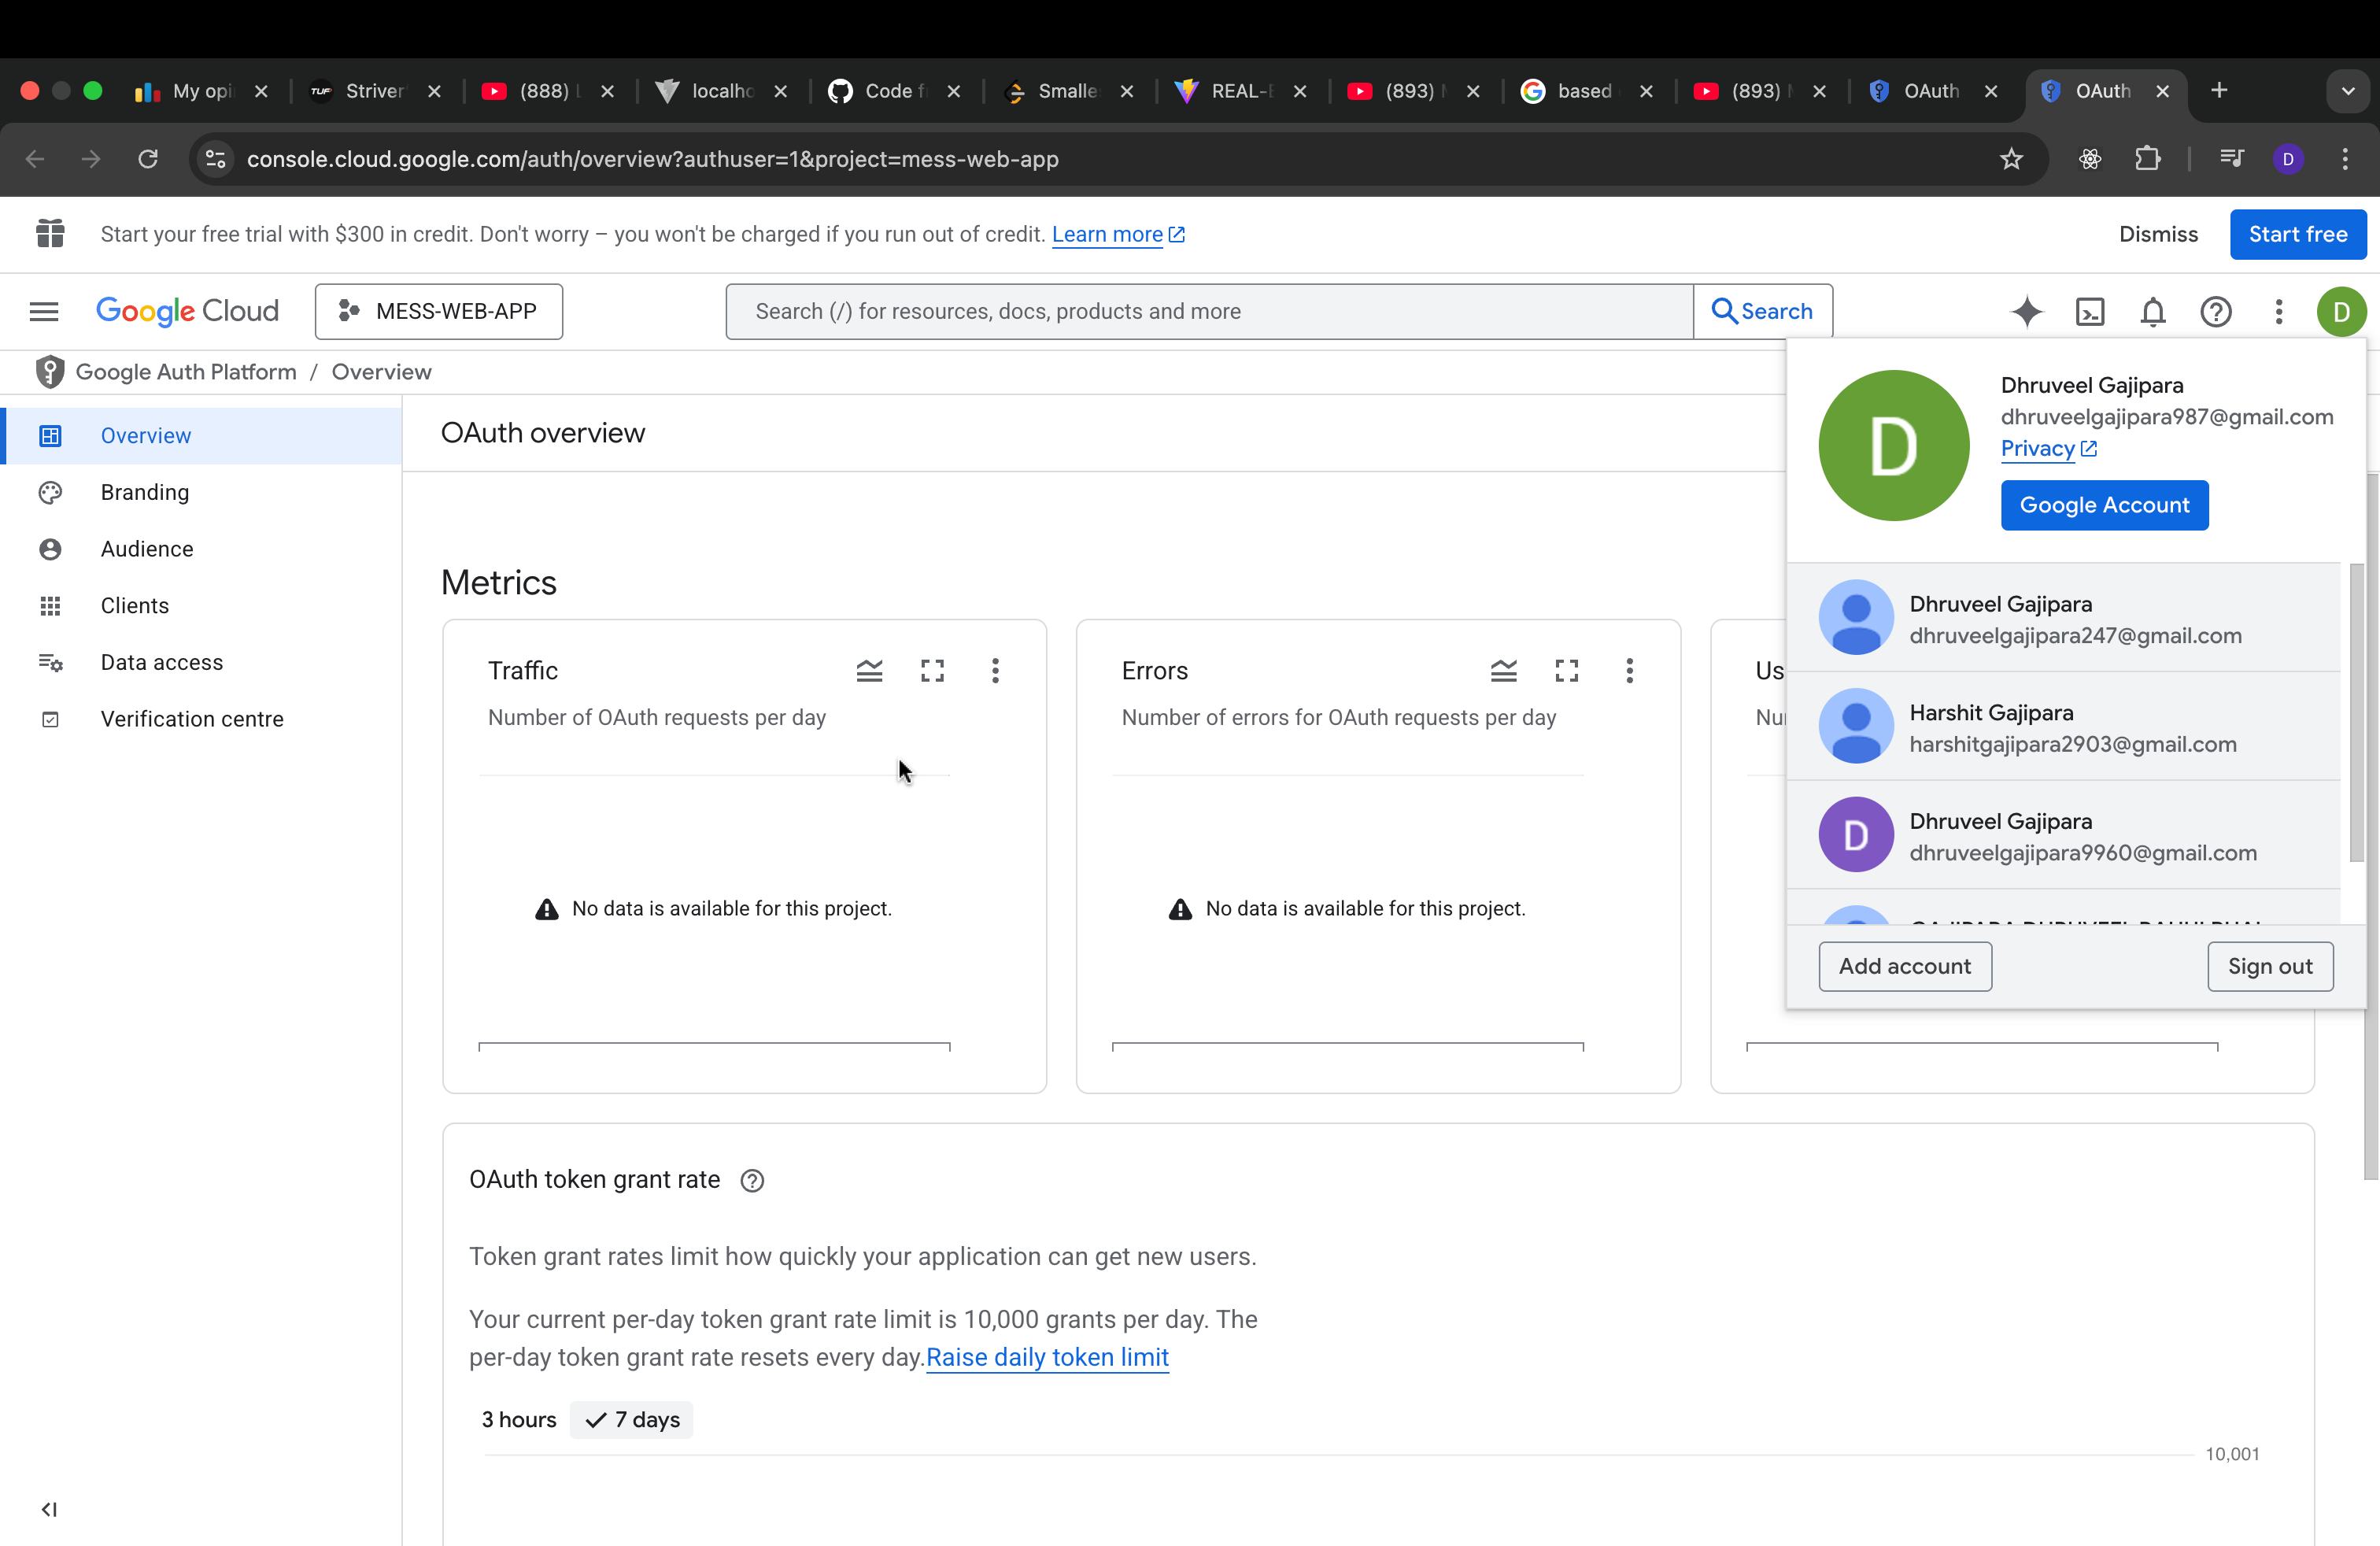 My opi
Striver'
(888) L
localho
Code f
Smalle
REAL-E
(893)
based
(893)
OAuth
OAuth
console.cloud.google.com/auth/overview?authuser=1&project=mess-web-app
D
Start your free trial with $300 in credit. Don't worry – you won't be charged if you run out of credit. Learn more
Dismiss
Start free
Google Cloud
MESS-WEB-APP
Search (/) for resources, docs, products and more
Search
D
Google Auth Platform / Overview
Overview
Branding
Audience
Clients
Data access
Verification centre
OAuth overview
Metrics
Traffic
Number of OAuth requests per day
No data is available for this project.
Errors
Number of errors for OAuth requests per day
No data is available for this project.
Us
D
Dhruveel Gajipara
dhruveelgajipara987@gmail.com
Privacy
Google Account
Dhruveel Gajipara
dhruveelgajipara247@gmail.com
Harshit Gajipara
harshitgajipara2903@gmail.com
D
Dhruveel Gajipara
dhruveelgajipara9960@gmail.com
Add account
Sign out
OAuth token grant rate
Token grant rates limit how quickly your application can get new users.
Your current per-day token grant rate limit is 10,000 grants per day. The
per-day token grant rate resets every day.Raise daily token limit
3 hours
7 days
10,001